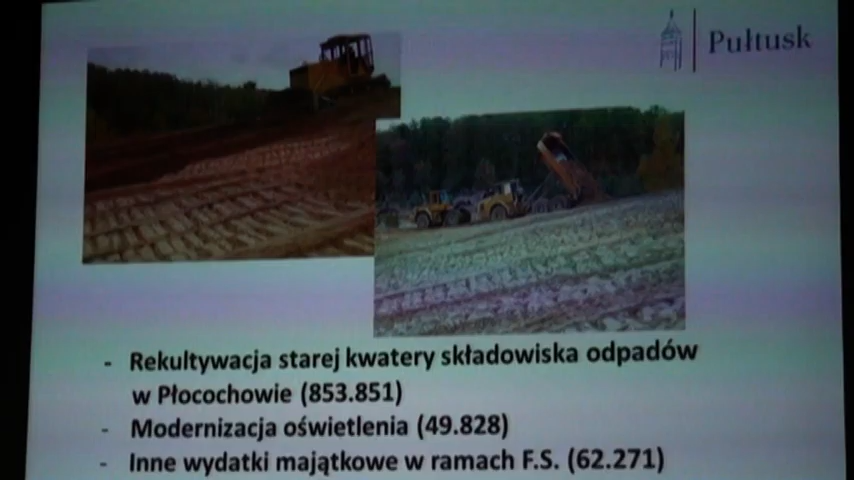 Pułtusk
- Rekultywacja starej kwatery składowiska odpadów
w Płocochowie (853.851)
- Modernizacja oświetlenia (49.828)
- Inne wydatki majątkowe w ramach F.S. (62.271)